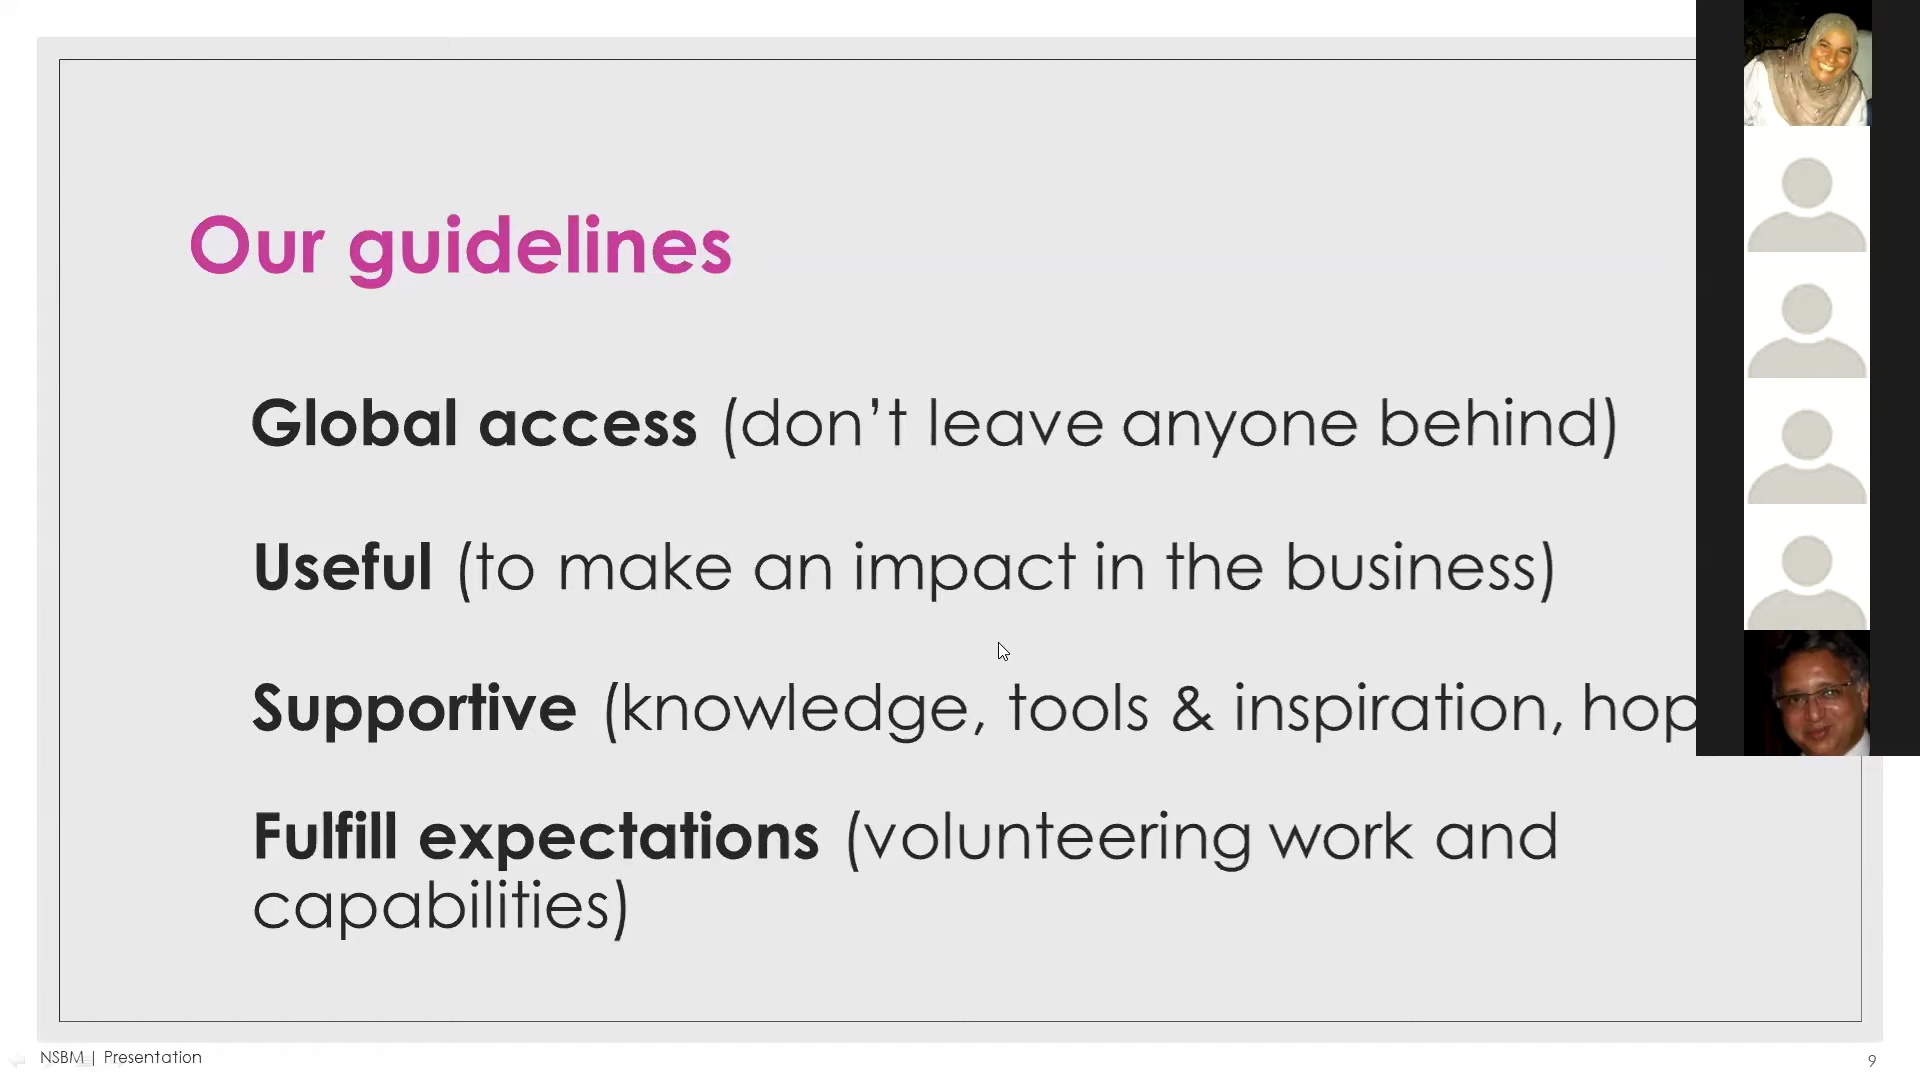 Our guidelines
Global access (don’t leave anyone behind)
Useful (to make an impact in the business)
Supportive (knowledge, tools & inspiration,
Fulfill expectations (volunteering work and
capabilities)
NSBM | Presentation
9